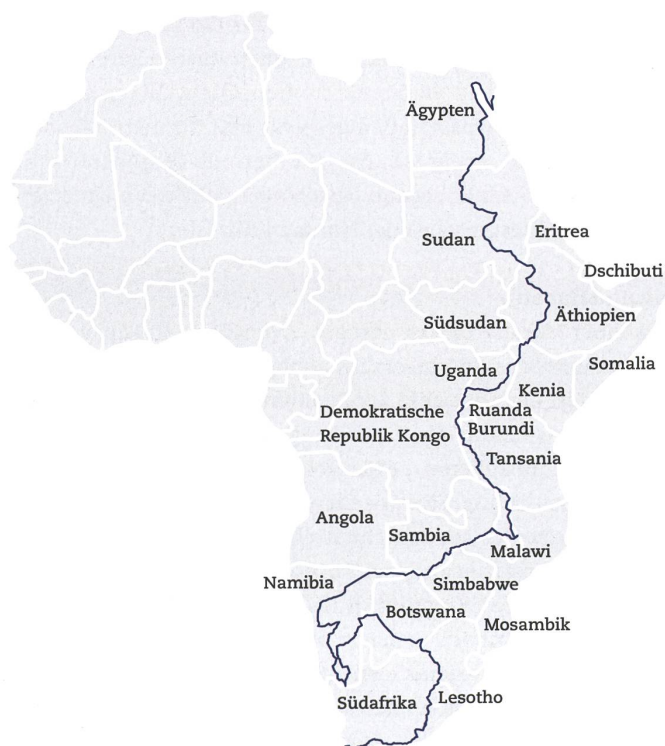 Ägypten
Eritrea
Sudan
Dschibuti
Äthiopien
Südsudan
Somalia
Uganda
Kenia
Demokratische
Republik Kongo
Ruanda
Burundi
Tansania
Angola
Sambia
Malawi
Namibia
Simbabwe
Botswana
Mosambik
Südafrika
Lesotho